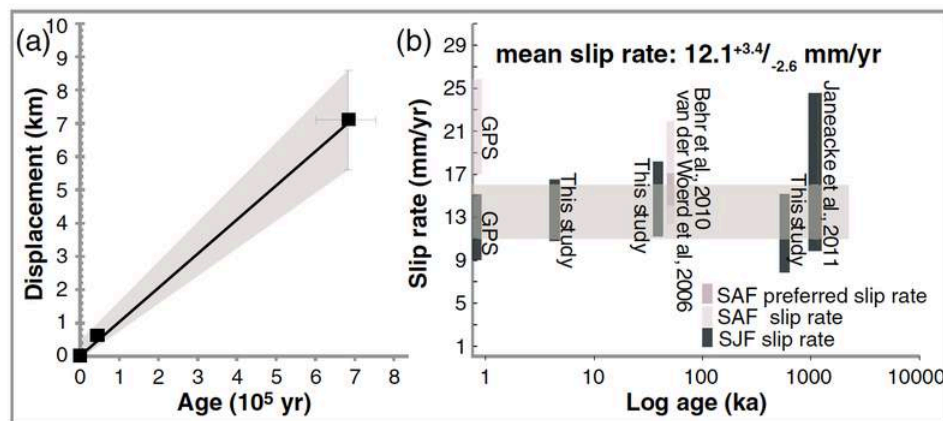 (a)
10
9
8
7
6
5
4
3
2
1
0
Displacement (km)
0 1 2 3 4 5 6 7 8
Age (10⁵ yr)
(b)
mean slip rate: 12.1⁺³·⁴/₋₂.₆ mm/yr
29
25
21
17
13
9
5
1
Slip rate (mm/yr)
GPS
GPS
This study
This study
Behr et al., 2010
van der Woerd et al, 2006
This study
Janeacke et al., 2011
SAF preferred slip rate
SAF slip rate
SJF slip rate
1 10 100 1000 10000
Log age (ka)